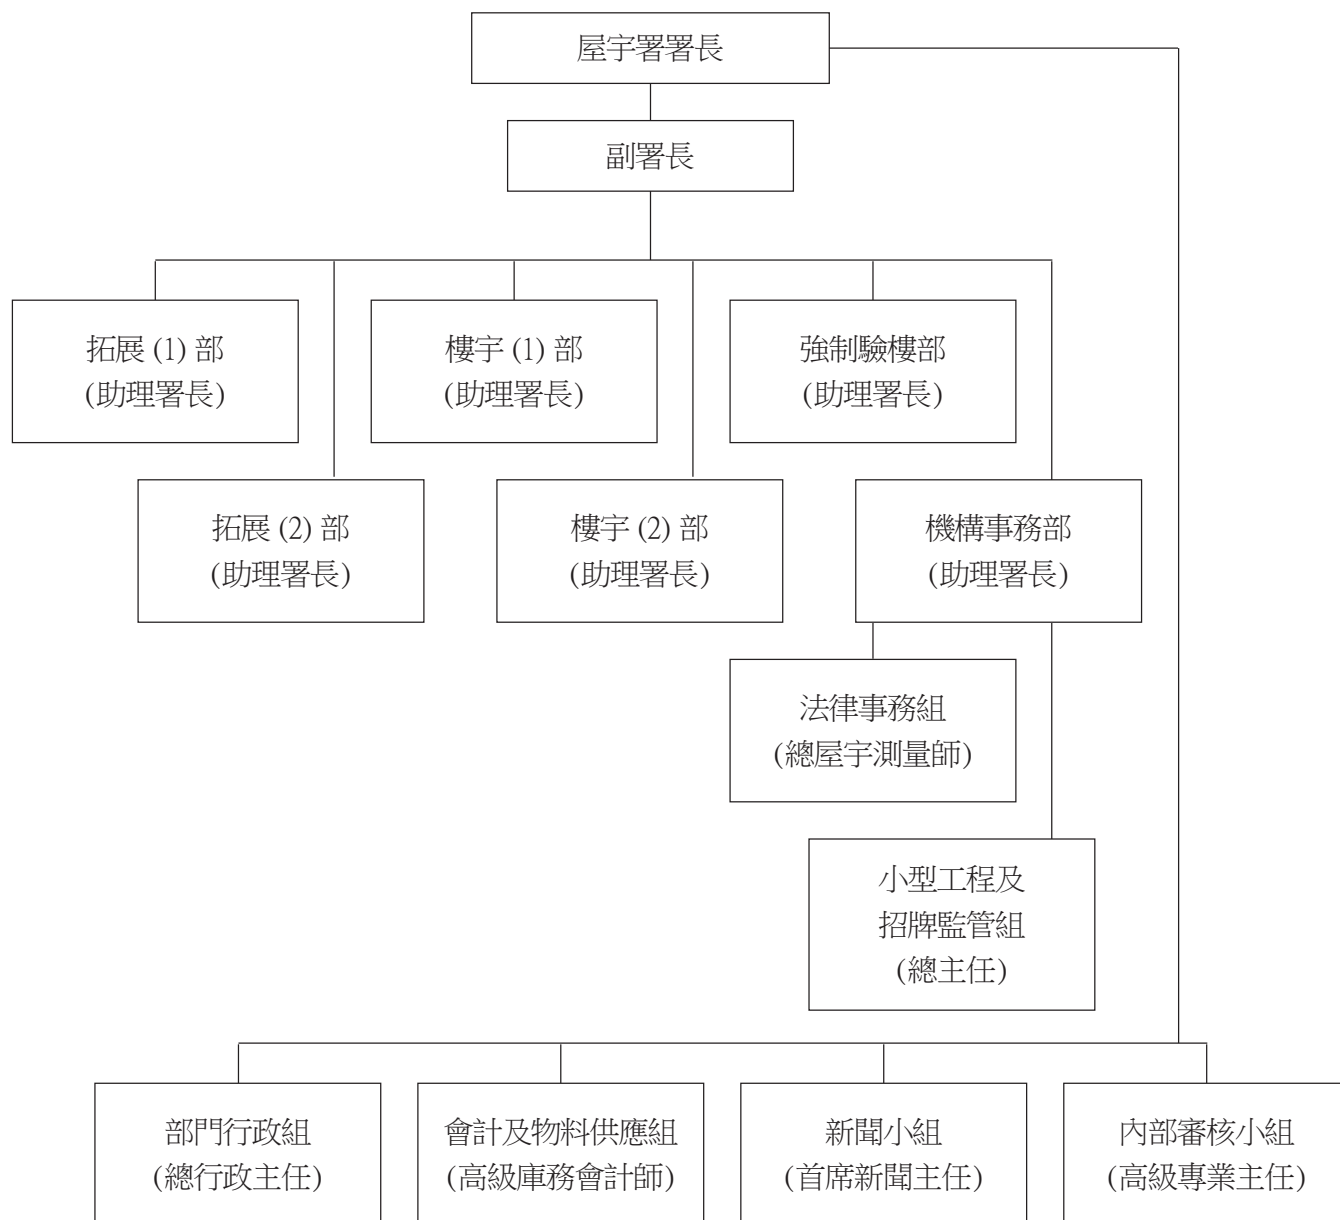 屋宇署署長
副署長
拓展 (1) 部
(助理署長)
樓宇 (1) 部
(助理署長)
強制驗樓部
(助理署長)
拓展 (2) 部
(助理署長)
樓宇 (2) 部
(助理署長)
機構事務部
(助理署長)
法律事務組
(總屋宇測量師)
小型工程及
招牌監管組
(總主任)
部門行政組
(總行政主任)
會計及物料供應組
(高級庫務會計師)
新聞小組
(首席新聞主任)
內部審核小組
(高級專業主任)